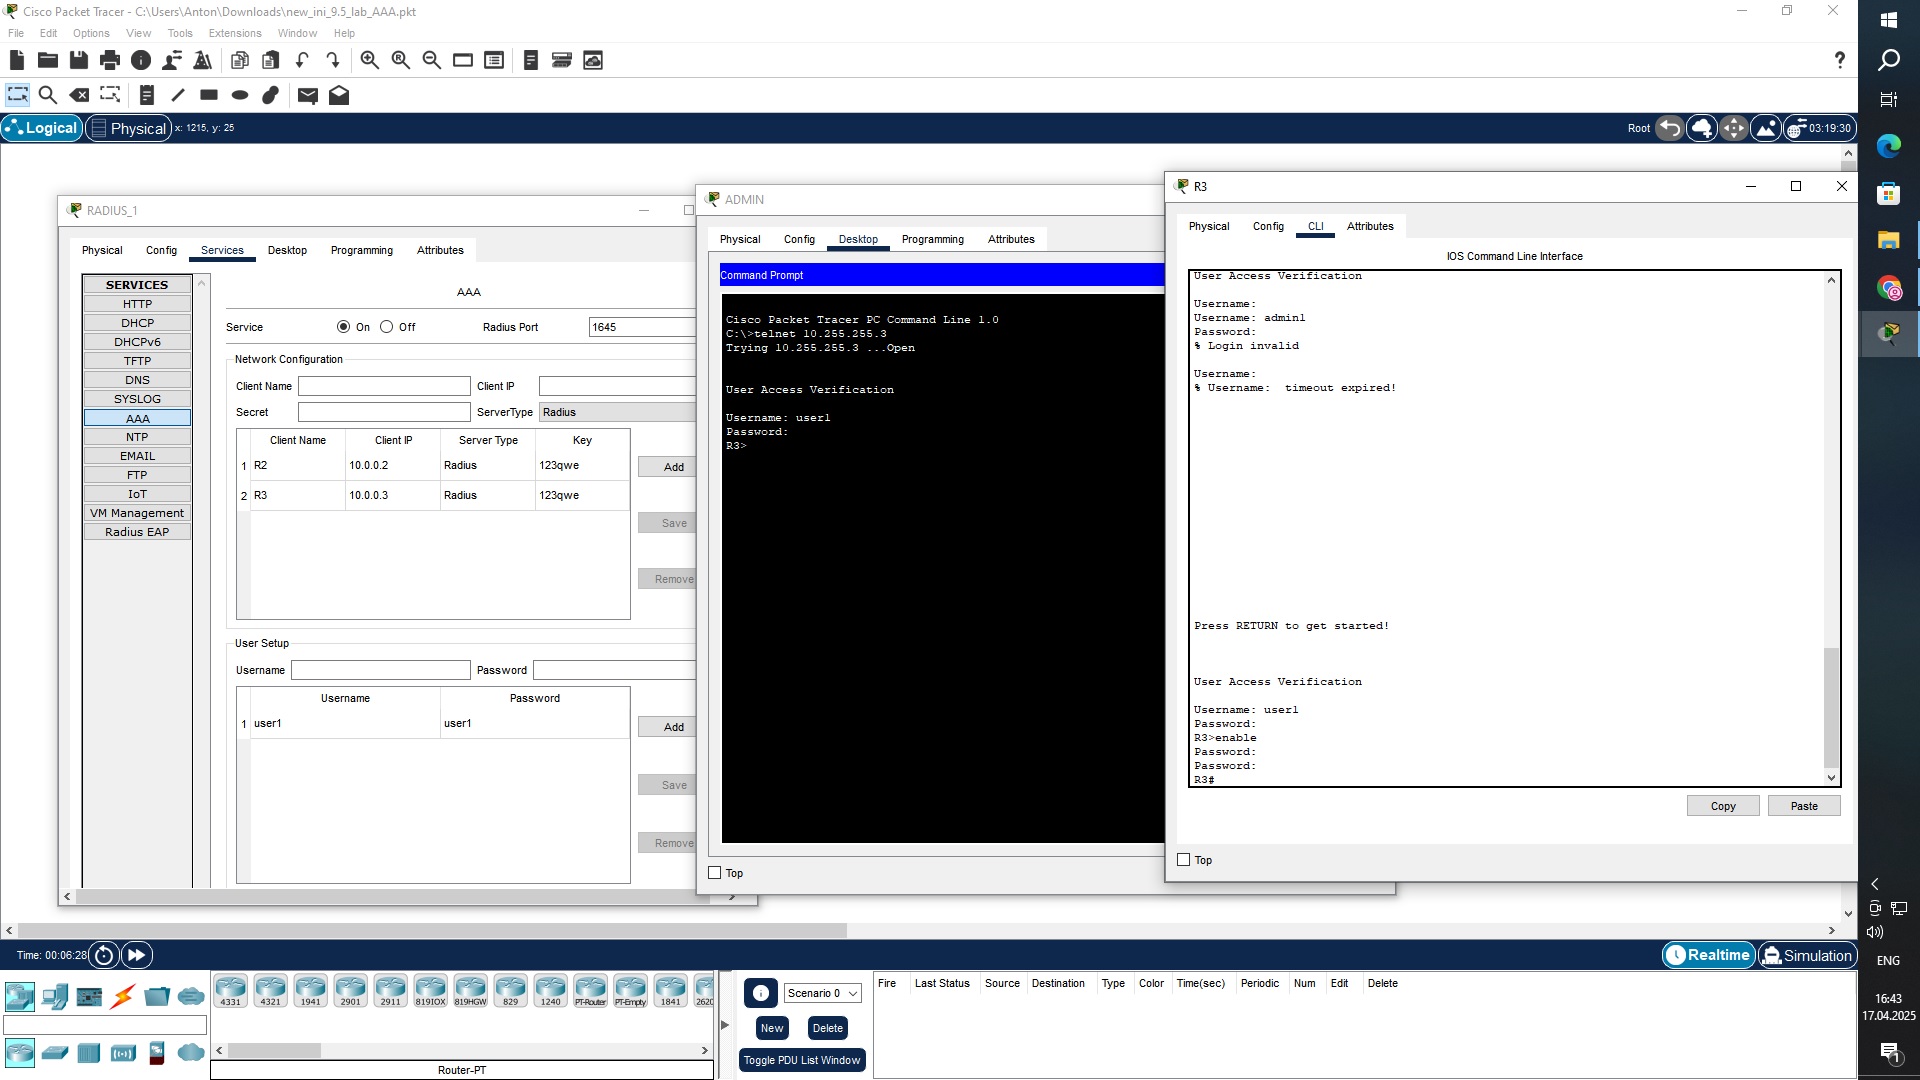 Cisco Packet Tracer - C:\Users\Anton\Downloads\new_ini_9.5_lab_AAA.pkt
File Edit Options View Tools Extensions Window Help
?
Logical Physical x: 1215, y: 25 Root 03:19:30
RADIUS_1
Physical Config Services Desktop Programming Attributes
SERVICES
HTTP
DHCP
DHCPv6
TFTP
DNS
SYSLOG
AAA
NTP
EMAIL
FTP
IoT
VM Management
Radius EAP
AAA
Service On Off Radius Port 1645
Network Configuration
Client Name Client IP
Secret ServerType Radius
Client Name Client IP Server Type Key
1 R2 10.0.0.2 Radius 123qwe
2 R3 10.0.0.3 Radius 123qwe
Add
Save
Remove
User Setup
Username Password
Username Password
1 user1 user1
Add
Save
Remove
ADMIN
Physical Config Desktop Programming Attributes
Command Prompt
Cisco Packet Tracer PC Command Line 1.0
C:\>telnet 10.255.255.3
Trying 10.255.255.3 ...Open
User Access Verification
Username: user1
Password:
R3>
Top
R3
Physical Config CLI Attributes
IOS Command Line Interface
User Access Verification
Username:
Username: admin1
Password:
% Login invalid
Username:
% Username:  timeout expired!
Press RETURN to get started!
User Access Verification
Username: user1
Password:
R3>enable
Password:
Password:
R3#
Copy Paste
Top
Time: 00:06:28 Realtime Simulation
4331 4321 1941 2901 2911 819IOX 819HGW 829 1240 PT-Router PT-Empty 1841 2620
Router-PT
Scenario 0
New Delete
Toggle PDU List Window
Fire Last Status Source Destination Type Color Time(sec) Periodic Num Edit Delete
ENG
16:43
17.04.2025
1